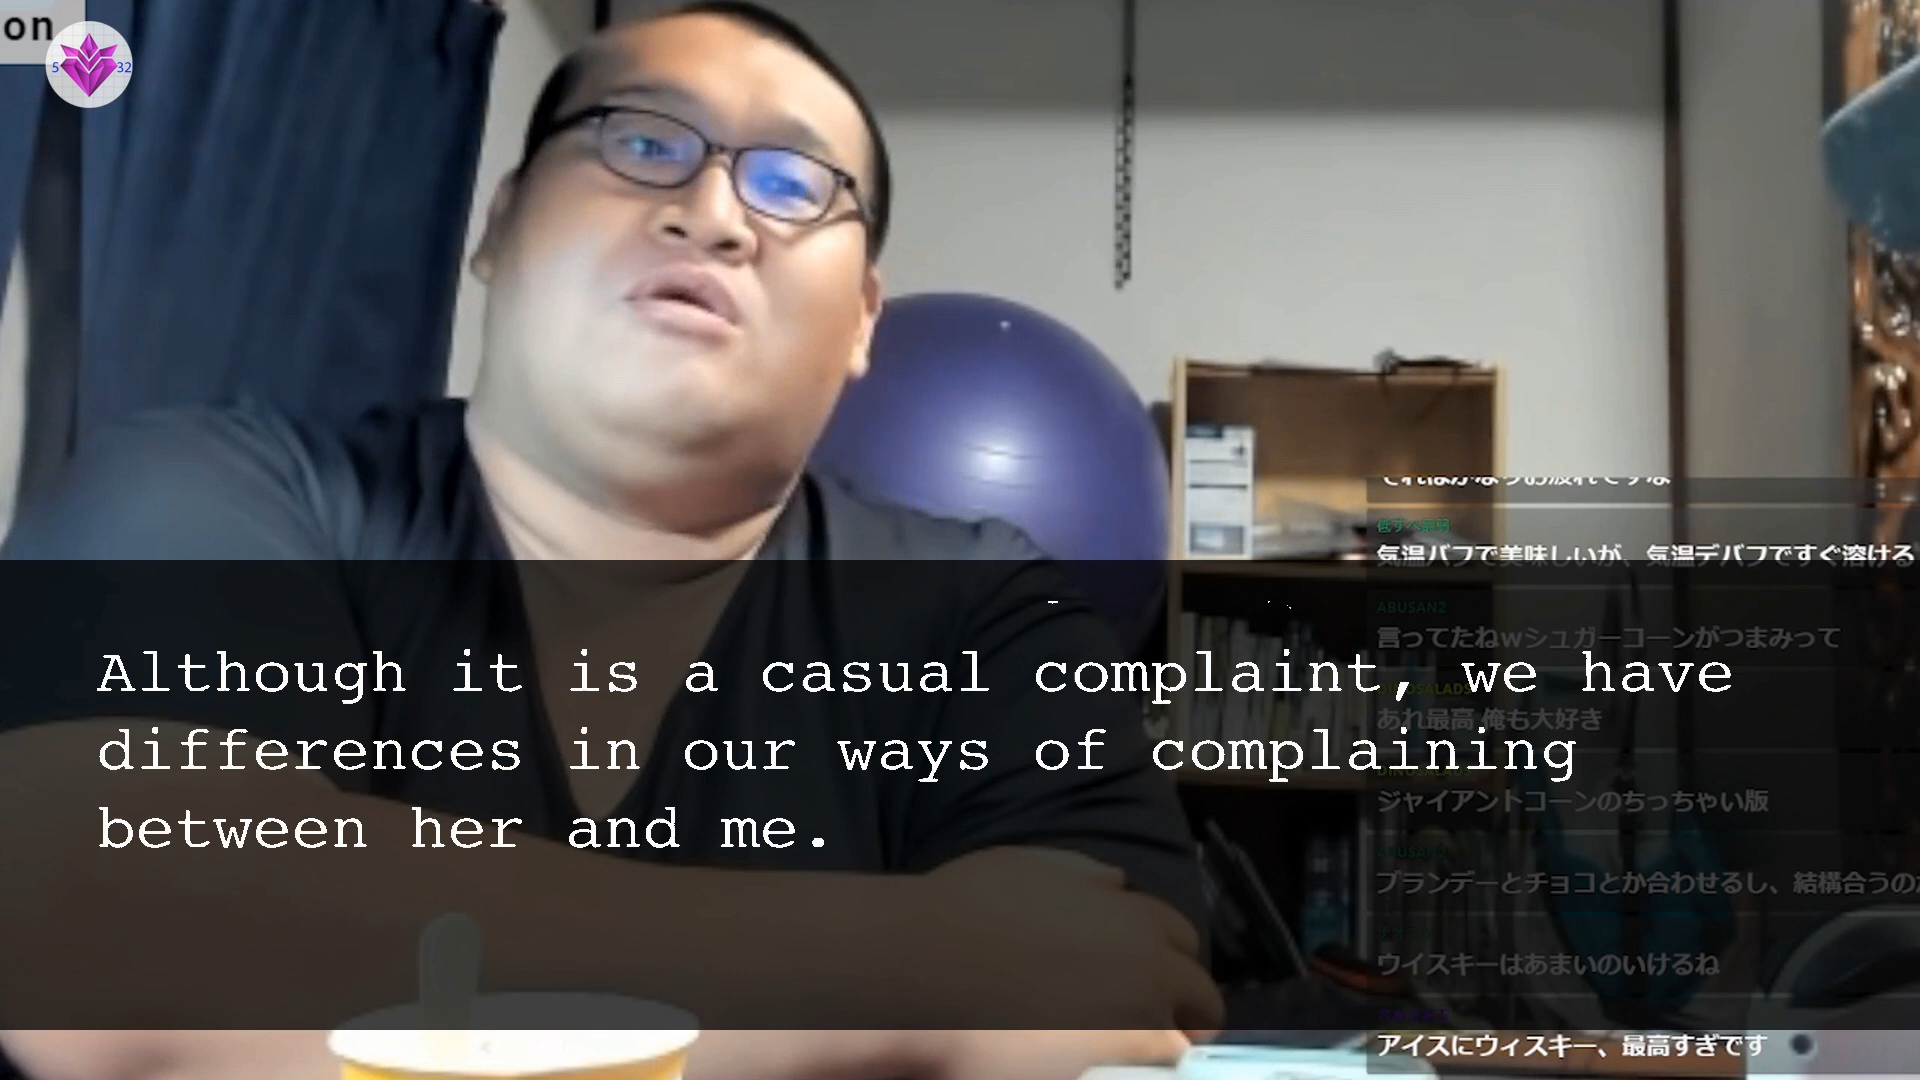 on
5 32
気温バフで美味しいが、気温デバフですぐ溶ける
ABUSAN2
言ってたねwシュガーコーンがつまみって
Although it is a casual complaint, we have
DINOSALADS
あれ最高 俺も大好き
differences in our ways of complaining
DINOSALADS
ジャイアントコーンのちっちゃい版
between her and me.
ABUSAN2
ブランデーとチョコとか合わせるし、結構合うのか
ウイスキーはあまいのいけるね
アイスにウィスキー、最高すぎです